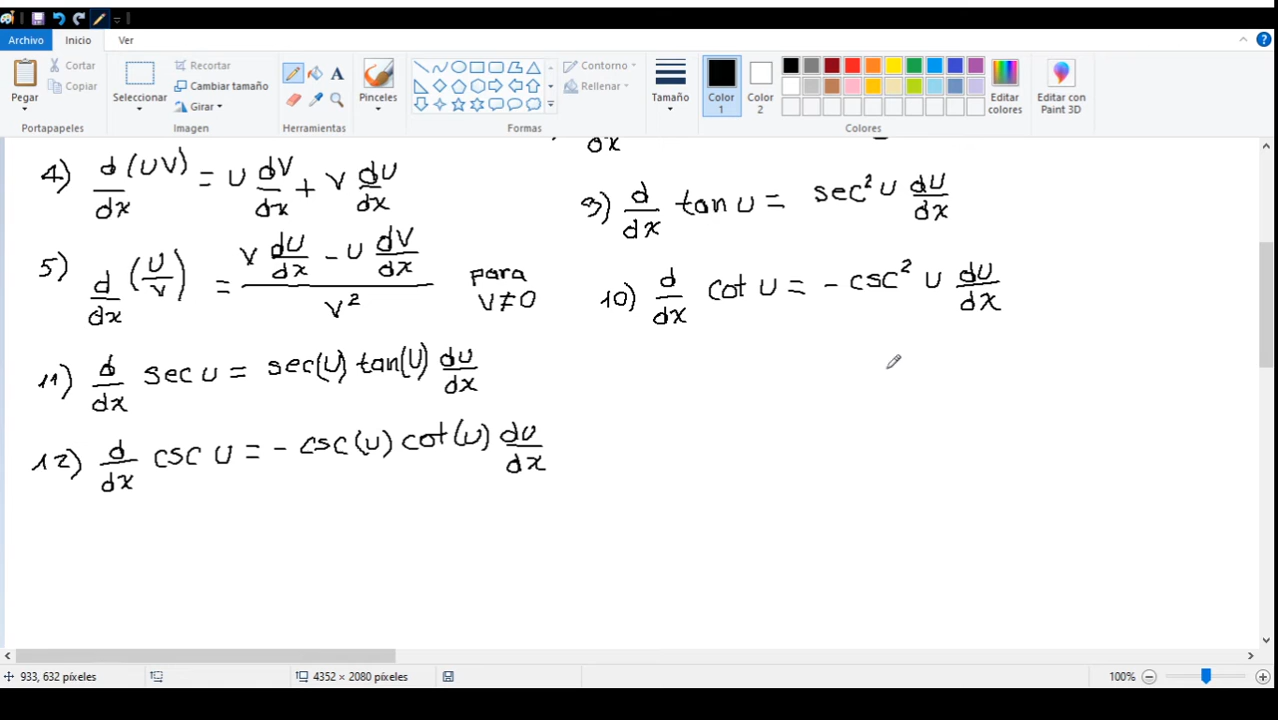 Archivo Inicio Ver
Pegar Cortar Copiar
Seleccionar Recortar Cambiar tamaño Girar
Pinceles
Contorno Rellenar
Tamaño
Color 1 Color 2
Editar colores
Editar con Paint 3D
Portapapeles Imagen Herramientas Formas Colores
dx
4) d/dx (UV) = U dV/dx + V dU/dx
5) d/dx (U/V) = (V dU/dx - U dV/dx) / V² para V≠0
11) d/dx sec U = sec(U) tan(U) dU/dx
12) d/dx csc U = - csc(U) cot(U) dU/dx
9) d/dx tan U = sec² U dU/dx
10) d/dx cot U = - csc² U dU/dx
933, 632 píxeles 4352 × 2080 píxeles 100%